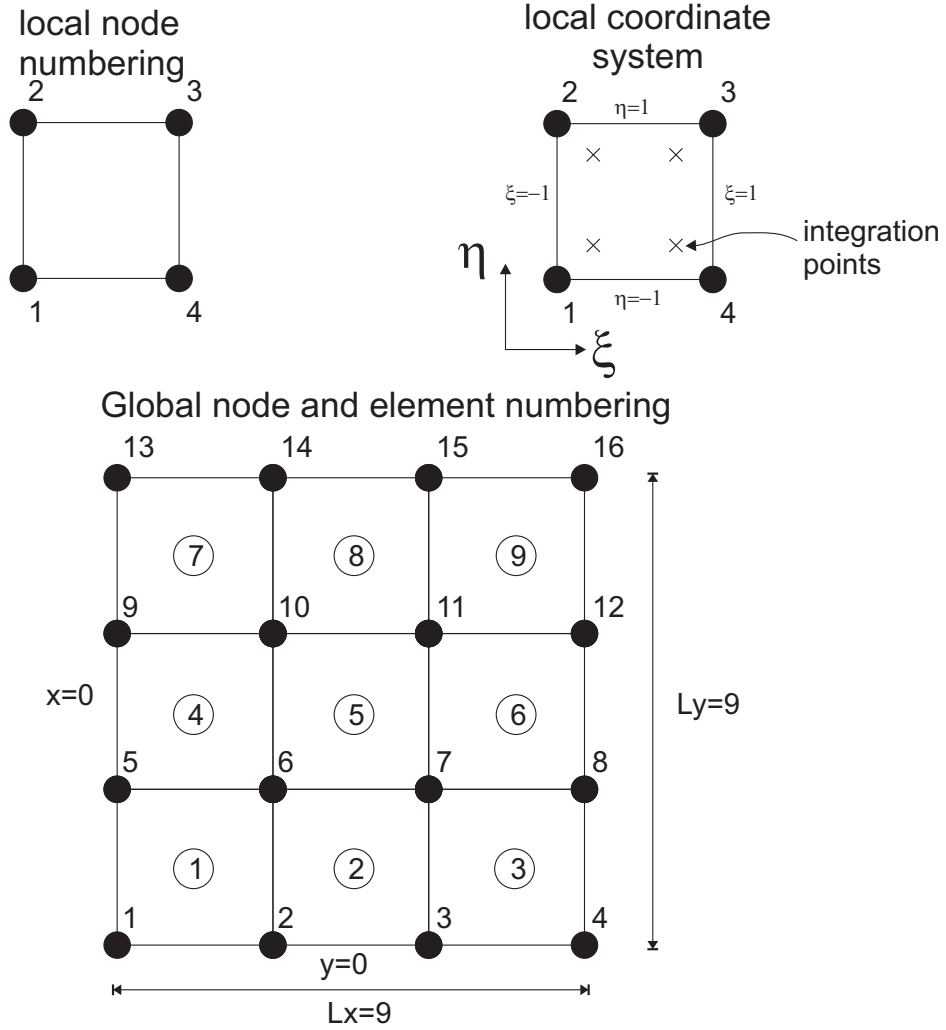 local node
numbering
2 3
1 4
local coordinate
system
2 η=1 3
ξ=−1 ξ=1
η
integration
points
1 η=−1 4
ξ
Global node and element numbering
13 14 15 16
7 8 9
9 10 11 12
x=0
4 5 6
Ly=9
5 6 7 8
1 2 3
1 2 3 4
y=0
Lx=9